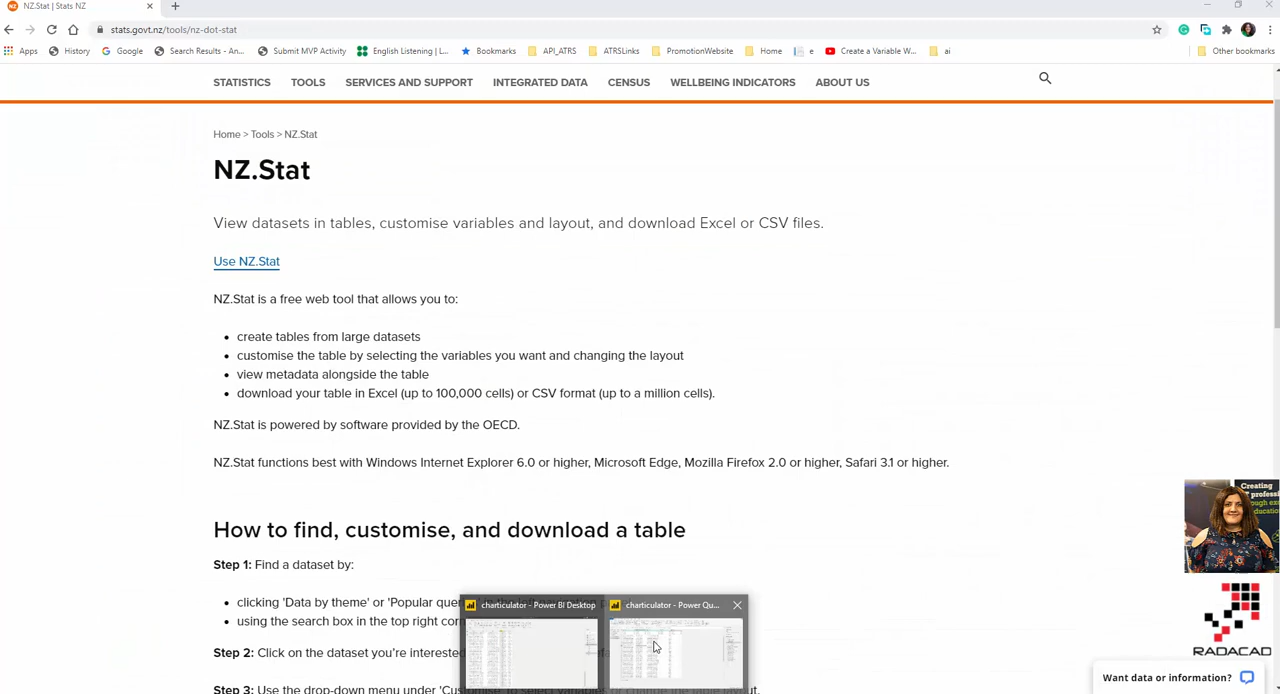 NZ.Stat | Stats NZ
stats.govt.nz/tools/nz-dot-stat
Apps History Google Search Results - An... Submit MVP Activity English Listening | L... Bookmarks API_ATRS ATRSLinks PromotionWebsite Home e Create a Variable W... ai Other bookmarks
STATISTICS TOOLS SERVICES AND SUPPORT INTEGRATED DATA CENSUS WELLBEING INDICATORS ABOUT US
Home > Tools > NZ.Stat
NZ.Stat
View datasets in tables, customise variables and layout, and download Excel or CSV files.
Use NZ.Stat
NZ.Stat is a free web tool that allows you to:
create tables from large datasets
customise the table by selecting the variables you want and changing the layout
view metadata alongside the table
download your table in Excel (up to 100,000 cells) or CSV format (up to a million cells).
NZ.Stat is powered by software provided by the OECD.
NZ.Stat functions best with Windows Internet Explorer 6.0 or higher, Microsoft Edge, Mozilla Firefox 2.0 or higher, Safari 3.1 or higher.
How to find, customise, and download a table
Step 1: Find a dataset by:
clicking 'Data by theme' or 'Popular
using the search box in the top right
Step 2: Click on the dataset you're interested
Step 3: Use the drop-down menu under
charticulator - Power BI Desktop
charticulator - Power Qu...
Creating
RADACAD
Want data or information?